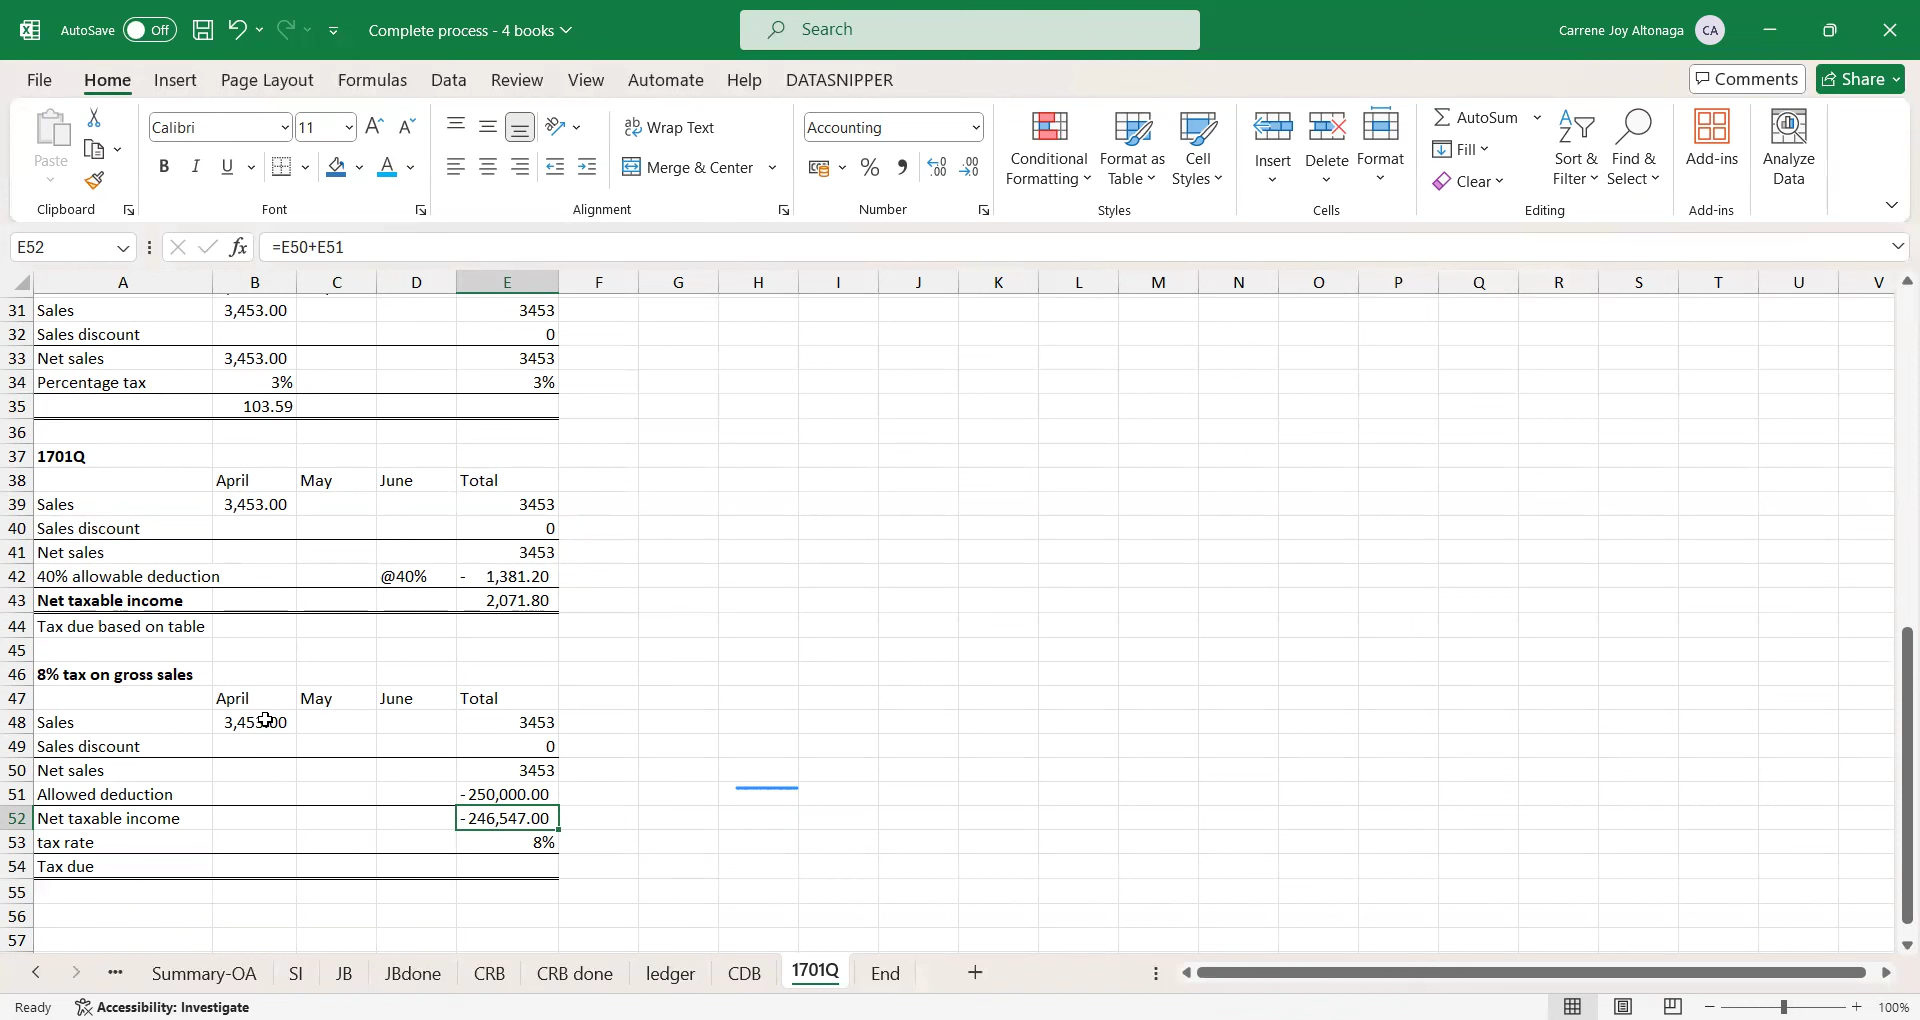 AutoSave Off Complete process - 4 books Search Carrene Joy Altonaga CA
File Home Insert Page Layout Formulas Data Review View Automate Help DATASNIPPER Comments Share
Paste Calibri 11 Wrap Text Accounting Conditional Formatting Format as Table Cell Styles Insert Delete Format AutoSum Sort & Filter Find & Select Add-ins Analyze Data
B I U Merge & Center % Fill
Clear
Clipboard Font Alignment Number Styles Cells Editing Add-ins
E52 fx =E50+E51
A B C D E F G H I J K L M N O P Q R S T U V
31 Sales 3,453.00 3453
32 Sales discount 0
33 Net sales 3,453.00 3453
34 Percentage tax 3% 3%
35 103.59
36
37 1701Q
38 April May June Total
39 Sales 3,453.00 3453
40 Sales discount 0
41 Net sales 3453
42 40% allowable deduction @40% - 1,381.20
43 Net taxable income 2,071.80
44 Tax due based on table
45
46 8% tax on gross sales
47 April May June Total
48 Sales 3,453.00 3453
49 Sales discount 0
50 Net sales 3453
51 Allowed deduction -250,000.00
52 Net taxable income -246,547.00
53 tax rate 8%
54 Tax due
55
56
57
Summary-OA SI JB JBdone CRB CRB done ledger CDB 1701Q End
Ready Accessibility: Investigate 100%